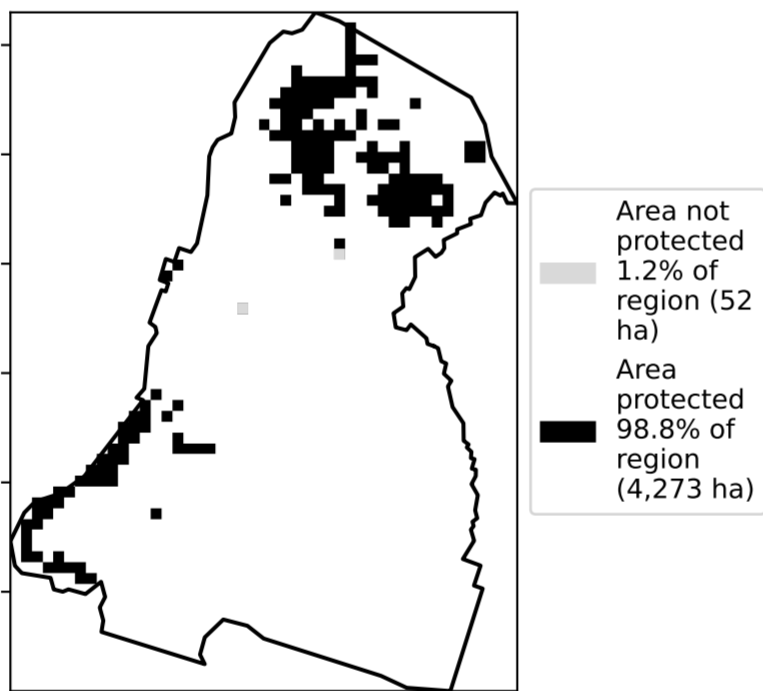 Area not
protected
1.2% of
region (52
ha)
Area
protected
98.8% of
region
(4,273 ha)